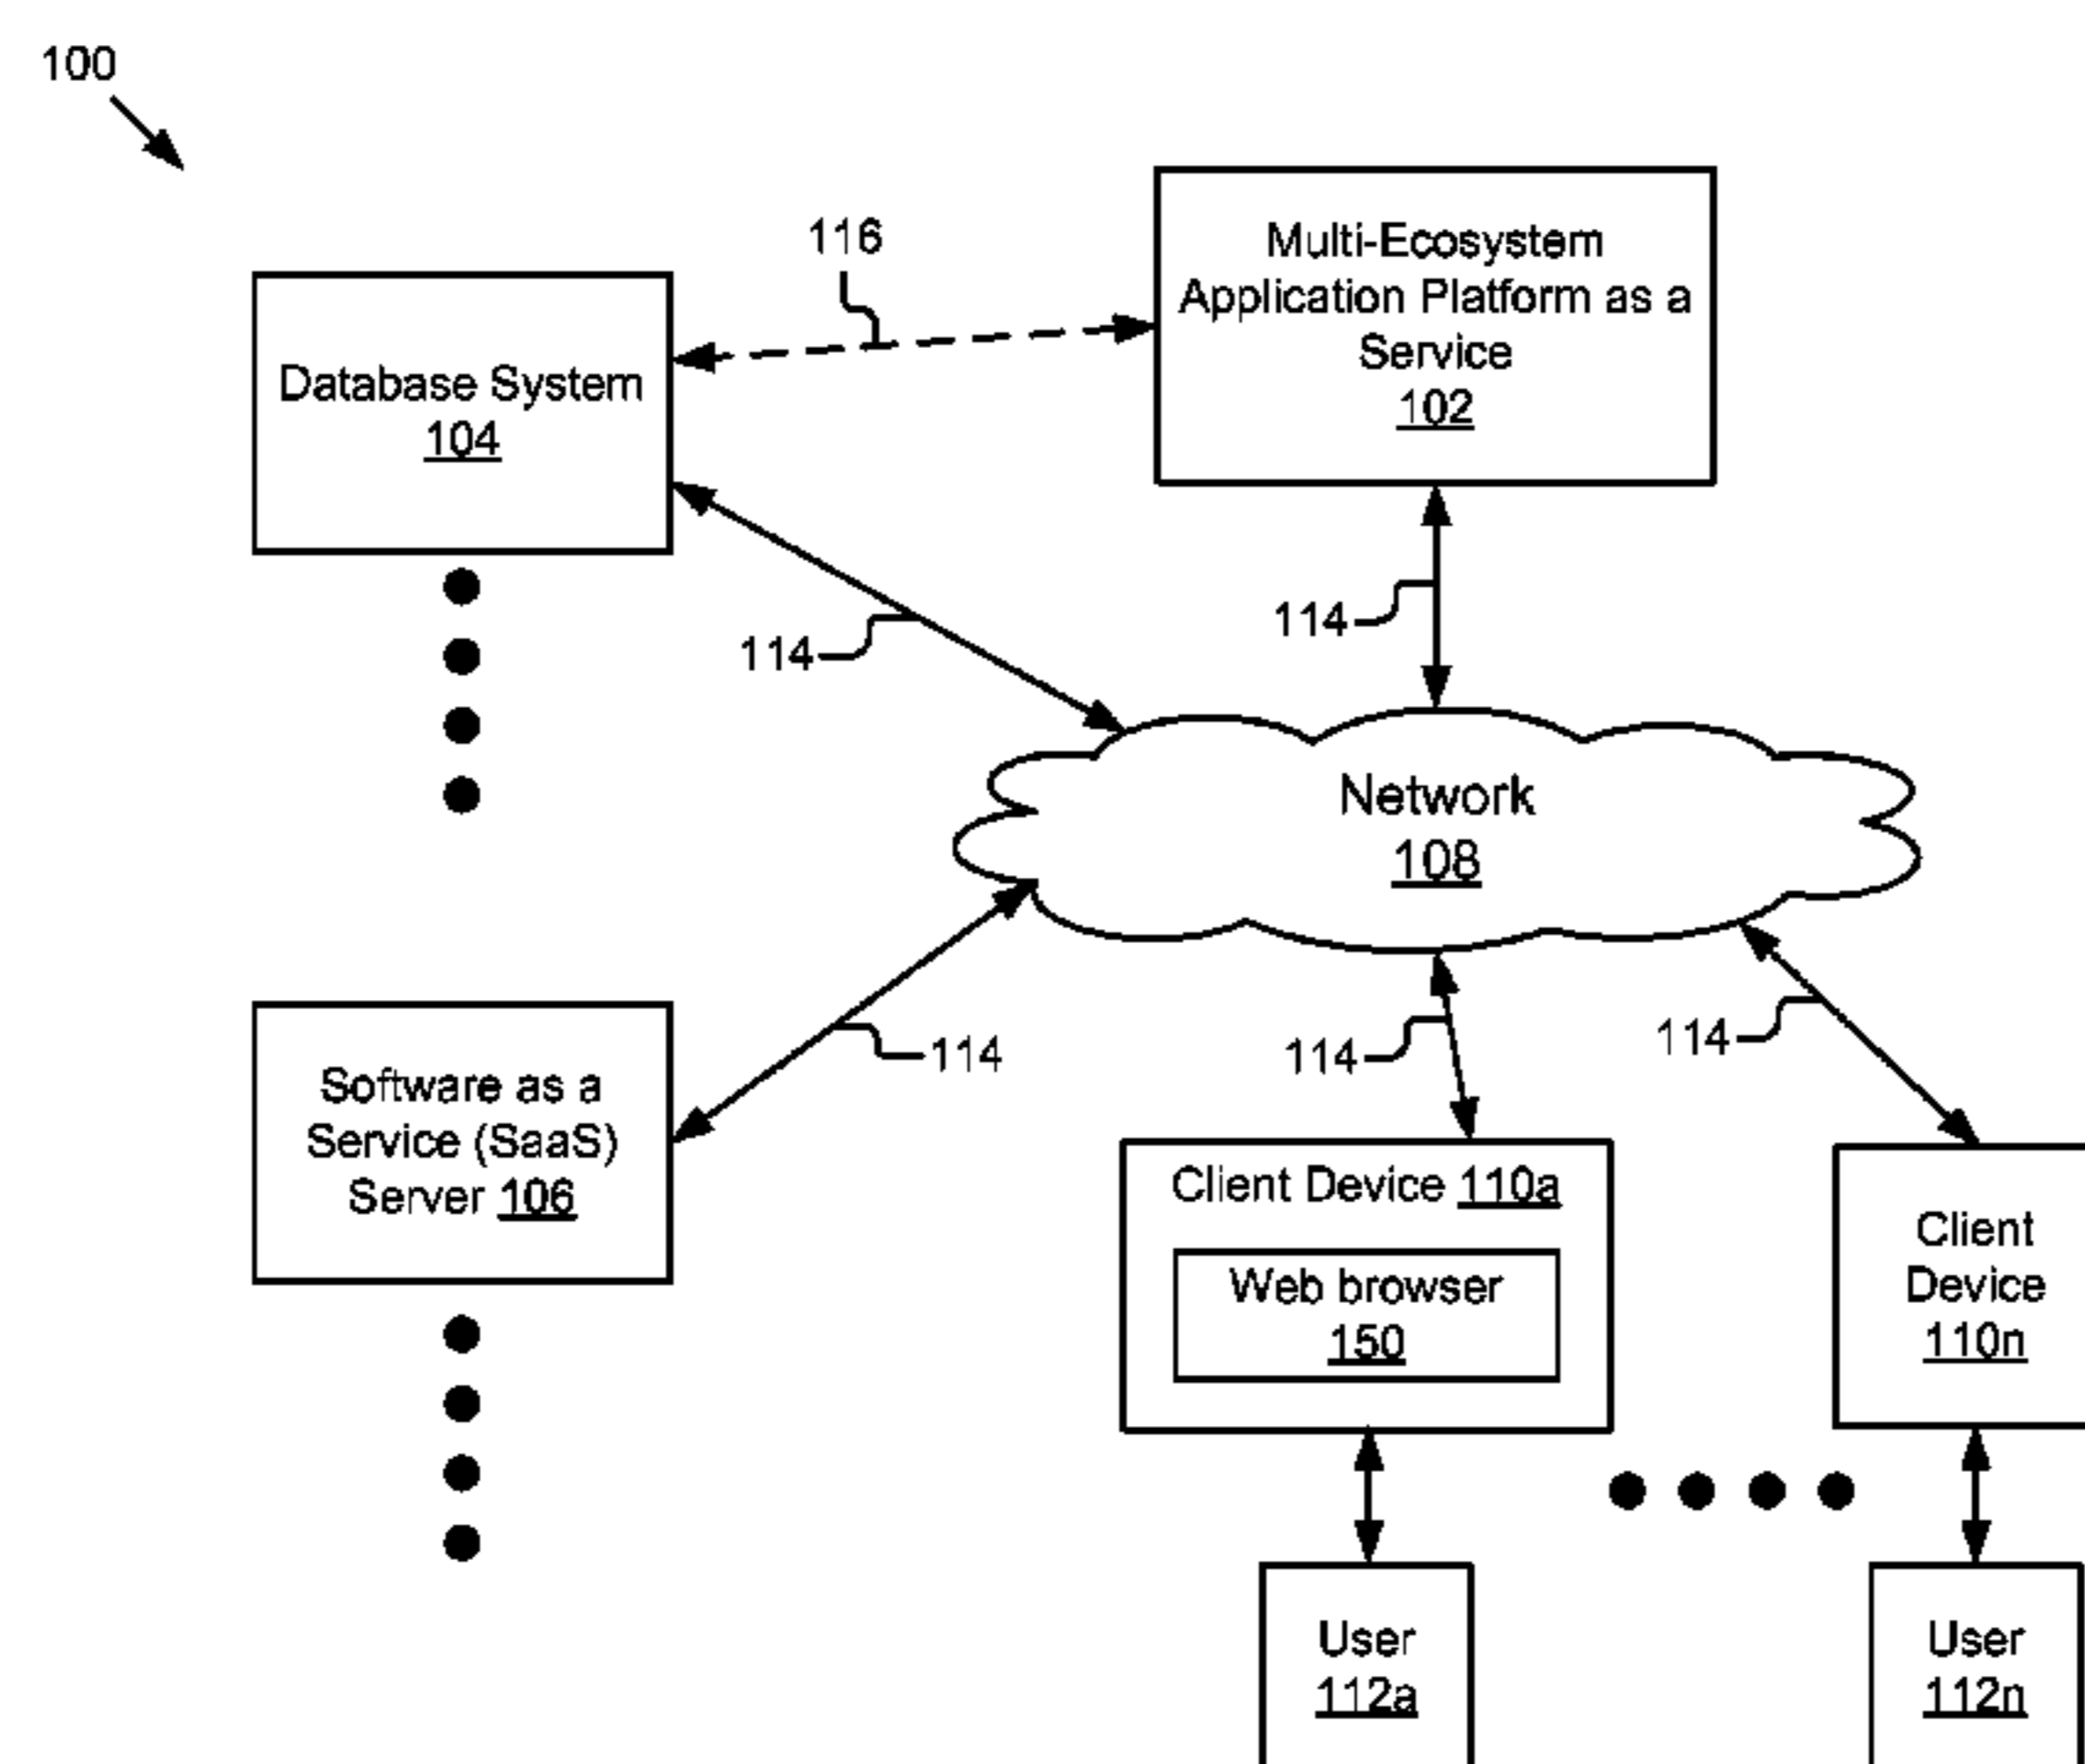 100
116
Multi-Ecosystem
Application Platform as a
Service
102
Database System
104
114
114
Network
108
114
114
114
Software as a
Service (SaaS)
Server 106
Client Device 110a
Web browser
150
Client
Device
110n
User
112a
User
112n